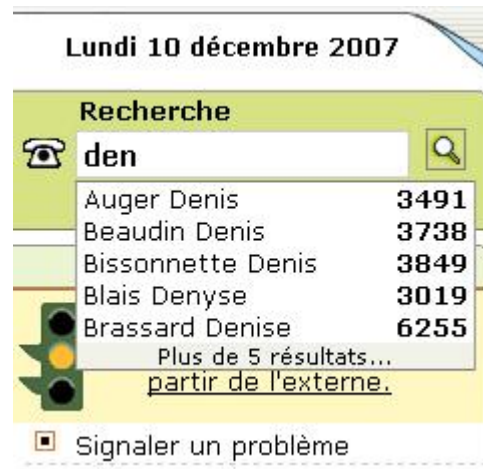 Lundi 10 décembre 2007
Recherche
den
Auger Denis 3491
Beaudin Denis 3738
Bissonnette Denis 3849
Blais Denyse 3019
Brassard Denise 6255
Plus de 5 résultats...
partir de l'externe.
Signaler un problème